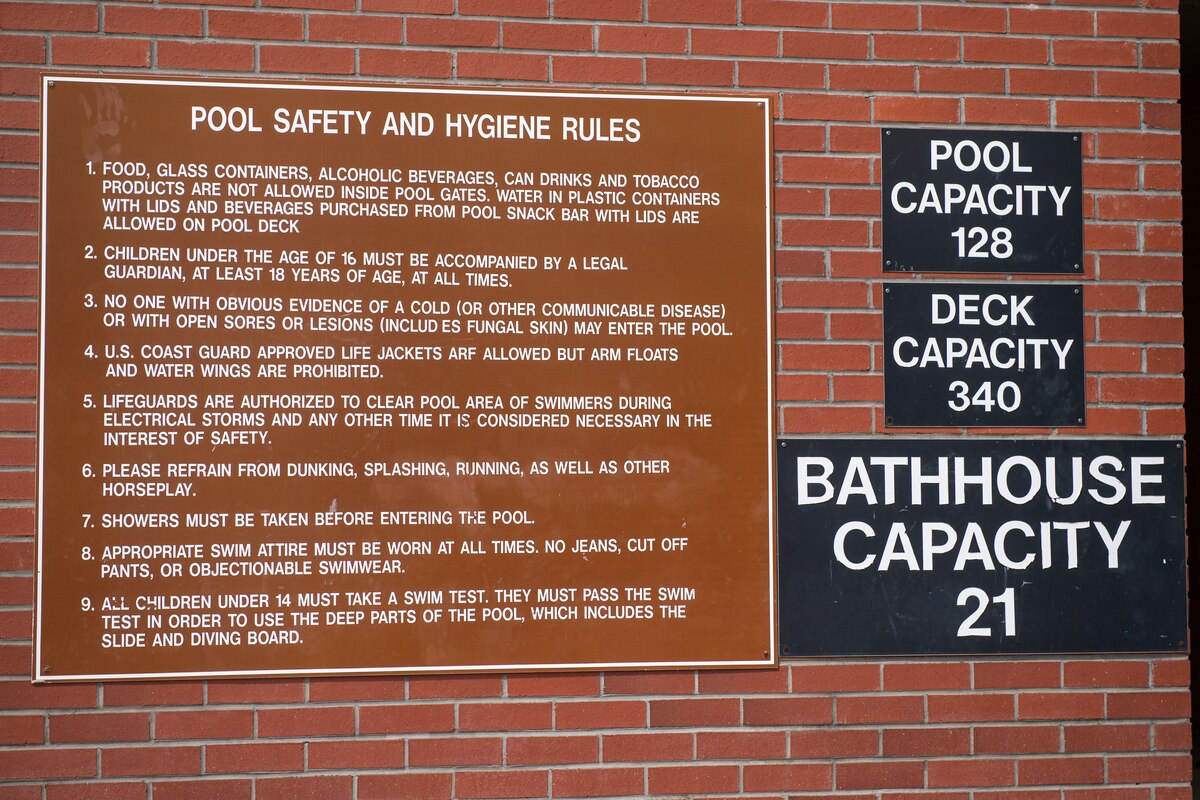 POOL SAFETY AND HYGIENE RULES
1. FOOD, GLASS CONTAINERS, ALCOHOLIC BEVERAGES, CAN DRINKS AND TOBACCO
PRODUCTS ARE NOT ALLOWED INSIDE POOL GATES. WATER IN PLASTIC CONTAINERS
WITH LIDS AND BEVERAGES PURCHASED FROM POOL SNACK BAR WITH LIDS ARE
ALLOWED ON POOL DECK
2. CHILDREN UNDER THE AGE OF 16 MUST BE ACCOMPANIED BY A LEGAL
GUARDIAN, AT LEAST 18 YEARS OF AGE, AT ALL TIMES.
3. NO ONE WITH OBVIOUS EVIDENCE OF A COLD (OR OTHER COMMUNICABLE DISEASE)
OR WITH OPEN SORES OR LESIONS (INCLUDES FUNGAL SKIN) MAY ENTER THE POOL.
4. U.S. COAST GUARD APPROVED LIFE JACKETS ARE ALLOWED BUT ARM FLOATS
AND WATER WINGS ARE PROHIBITED.
5. LIFEGUARDS ARE AUTHORIZED TO CLEAR POOL AREA OF SWIMMERS DURING
ELECTRICAL STORMS AND ANY OTHER TIME IT IS CONSIDERED NECESSARY IN THE
INTEREST OF SAFETY.
6. PLEASE REFRAIN FROM DUNKING, SPLASHING, RUNNING, AS WELL AS OTHER
HORSEPLAY.
7. SHOWERS MUST BE TAKEN BEFORE ENTERING THE POOL.
8. APPROPRIATE SWIM ATTIRE MUST BE WORN AT ALL TIMES. NO JEANS, CUT OFF
PANTS, OR OBJECTIONABLE SWIMWEAR.
9. ALL CHILDREN UNDER 14 MUST TAKE A SWIM TEST. THEY MUST PASS THE SWIM
TEST IN ORDER TO USE THE DEEP PARTS OF THE POOL, WHICH INCLUDES THE
SLIDE AND DIVING BOARD.
POOL
CAPACITY
128
DECK
CAPACITY
340
BATHHOUSE
CAPACITY
21